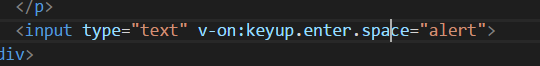 </p>
<input type="text" v-on:keyup.enter.space="alert">
div>